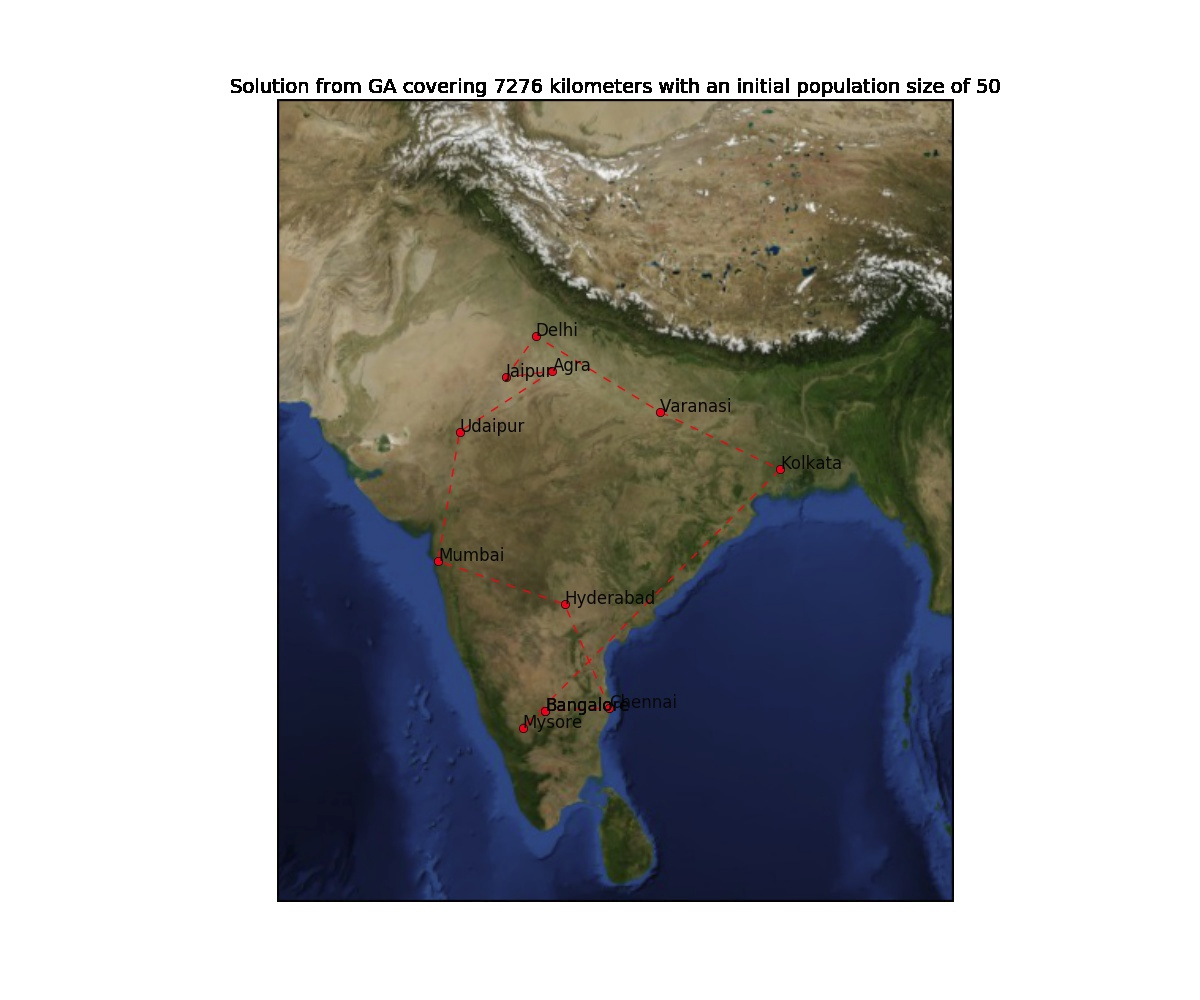 Solution from GA covering 7276 kilometers with an initial population size of 50
Delhi
Jaipur
Agra
Varanasi
Udaipur
Kolkata
Mumbai
Hyderabad
Bangalore
Chennai
Mysore